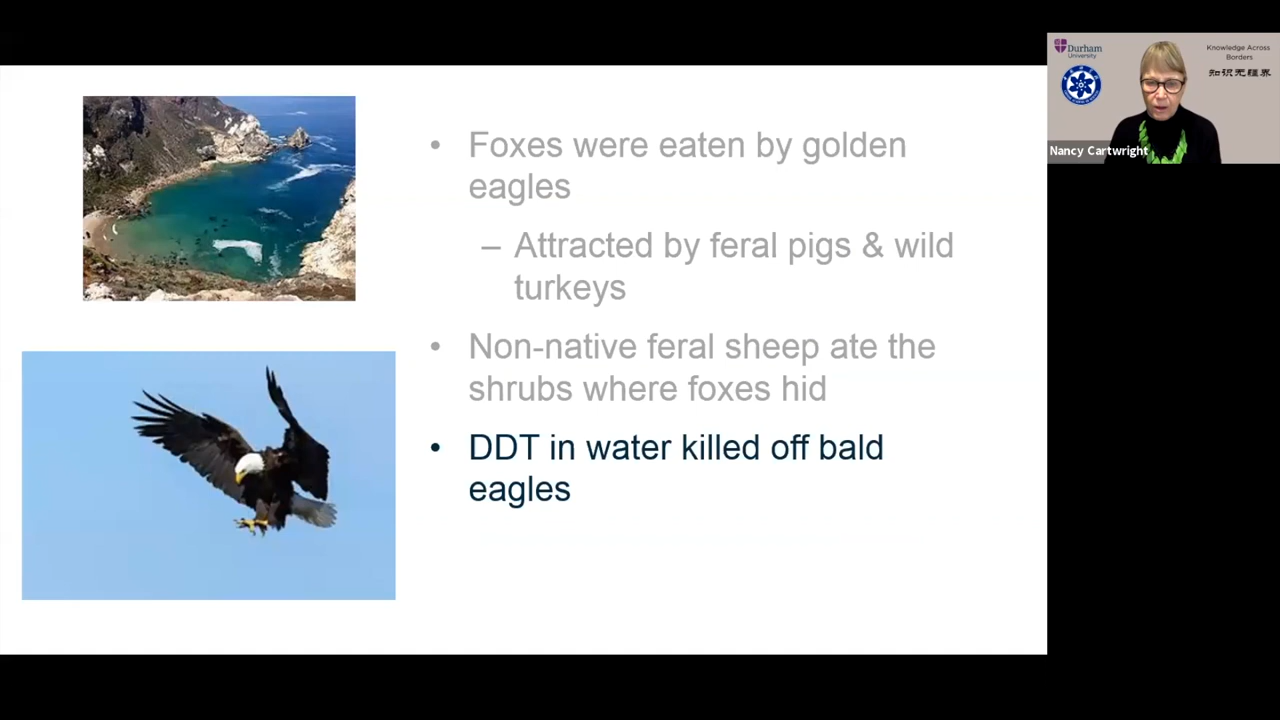 • Foxes were eaten by golden
eagles
– Attracted by feral pigs & wild
turkeys
• Non-native feral sheep ate the
shrubs where foxes hid
• DDT in water killed off bald
eagles
Durham
University
Knowledge Across
Borders
知识无疆界
Nancy Cartwright